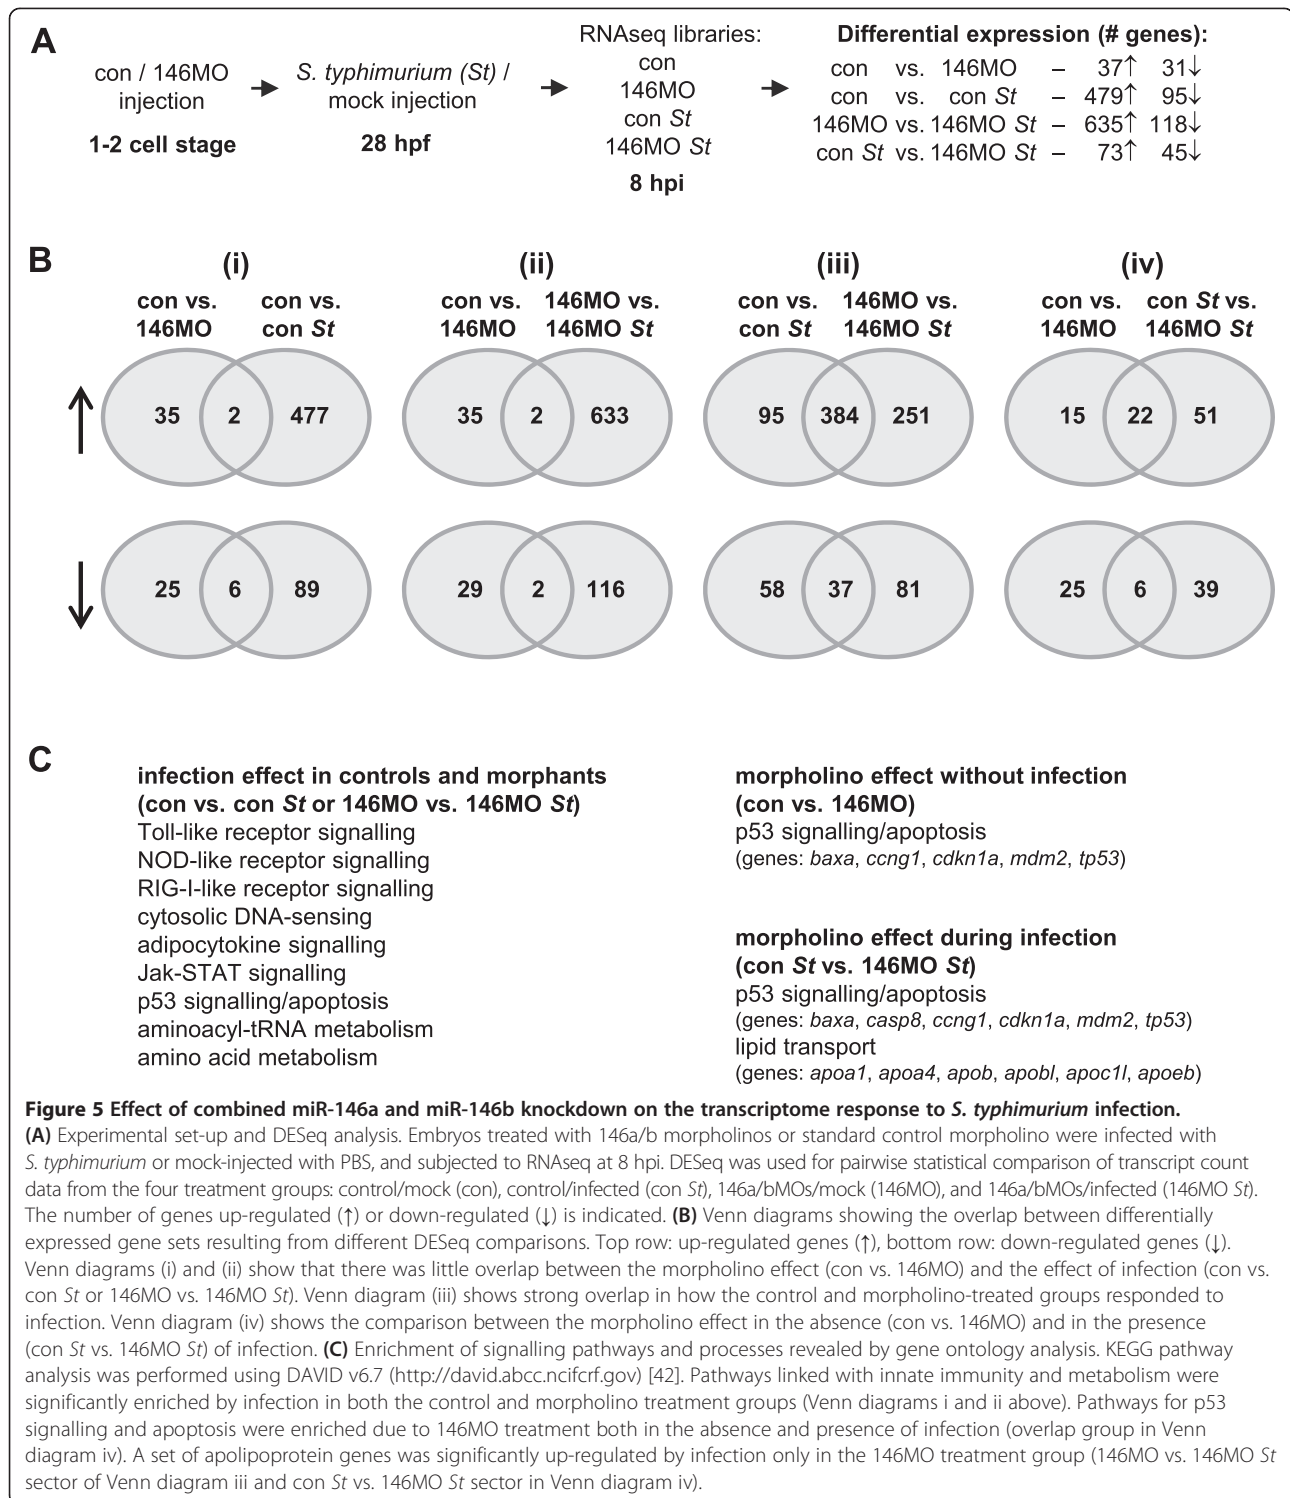 A
con / 146MO
injection
1-2 cell stage
S. typhimurium (St) /
mock injection
28 hpf
RNAseq libraries:
con
146MO
con St
146MO St
8 hpi
Differential expression (# genes):
con vs. 146MO – 37↑ 31↓
con vs. con St – 479↑ 95↓
146MO vs. 146MO St – 635↑ 118↓
con St vs. 146MO St – 73↑ 45↓
B
(i) (ii) (iii) (iv)
con vs. con vs. con vs. 146MO vs. con vs. 146MO vs. con vs. con St vs.
146MO con St 146MO 146MO St con St 146MO St 146MO 146MO St
↑ 35 2 477 35 2 633 95 384 251 15 22 51
↓ 25 6 89 29 2 116 58 37 81 25 6 39
C
infection effect in controls and morphants
(con vs. con St or 146MO vs. 146MO St)
Toll-like receptor signalling
NOD-like receptor signalling
RIG-I-like receptor signalling
cytosolic DNA-sensing
adipocytokine signalling
Jak-STAT signalling
p53 signalling/apoptosis
aminoacyl-tRNA metabolism
amino acid metabolism
morpholino effect without infection
(con vs. 146MO)
p53 signalling/apoptosis
(genes: baxa, ccng1, cdkn1a, mdm2, tp53)
morpholino effect during infection
(con St vs. 146MO St)
p53 signalling/apoptosis
(genes: baxa, casp8, ccng1, cdkn1a, mdm2, tp53)
lipid transport
(genes: apoa1, apoa4, apob, apobl, apoc1l, apoeb)
Figure 5 Effect of combined miR-146a and miR-146b knockdown on the transcriptome response to S. typhimurium infection.
(A) Experimental set-up and DESeq analysis. Embryos treated with 146a/b morpholinos or standard control morpholino were infected with
S. typhimurium or mock-injected with PBS, and subjected to RNAseq at 8 hpi. DESeq was used for pairwise statistical comparison of transcript count
data from the four treatment groups: control/mock (con), control/infected (con St), 146a/bMOs/mock (146MO), and 146a/bMOs/infected (146MO St).
The number of genes up-regulated (↑) or down-regulated (↓) is indicated. (B) Venn diagrams showing the overlap between differentially
expressed gene sets resulting from different DESeq comparisons. Top row: up-regulated genes (↑), bottom row: down-regulated genes (↓).
Venn diagrams (i) and (ii) show that there was little overlap between the morpholino effect (con vs. 146MO) and the effect of infection (con vs.
con St or 146MO vs. 146MO St). Venn diagram (iii) shows strong overlap in how the control and morpholino-treated groups responded to
infection. Venn diagram (iv) shows the comparison between the morpholino effect in the absence (con vs. 146MO) and in the presence
(con St vs. 146MO St) of infection. (C) Enrichment of signalling pathways and processes revealed by gene ontology analysis. KEGG pathway
analysis was performed using DAVID v6.7 (http://david.abcc.ncifcrf.gov) [42]. Pathways linked with innate immunity and metabolism were
significantly enriched by infection in both the control and morpholino treatment groups (Venn diagrams i and ii above). Pathways for p53
signalling and apoptosis were enriched due to 146MO treatment both in the absence and presence of infection (overlap group in Venn
diagram iv). A set of apolipoprotein genes was significantly up-regulated by infection only in the 146MO treatment group (146MO vs. 146MO St
sector of Venn diagram iii and con St vs. 146MO St sector in Venn diagram iv).